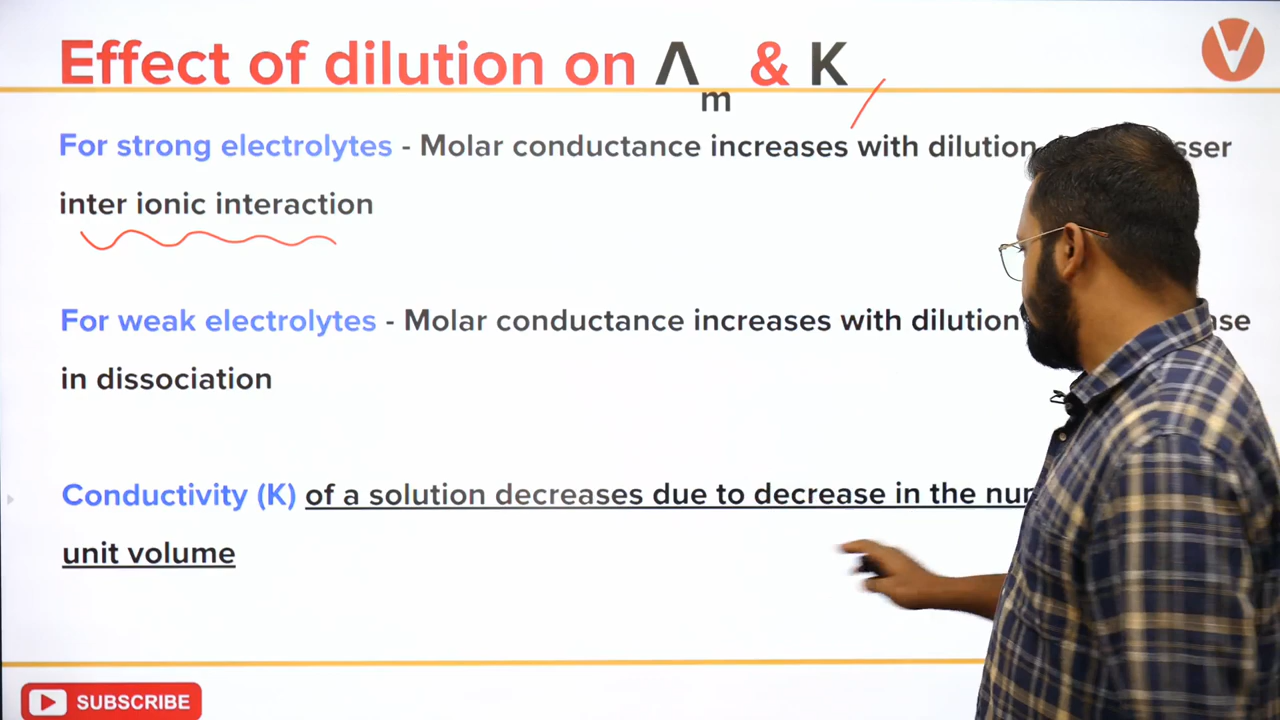 Effect of dilution on Λm & K
For strong electrolytes - Molar conductance increases with dilution
inter ionic interaction
For weak electrolytes - Molar conductance increases with dilution
in dissociation
Conductivity (K) of a solution decreases due to decrease in the
unit volume
SUBSCRIBE